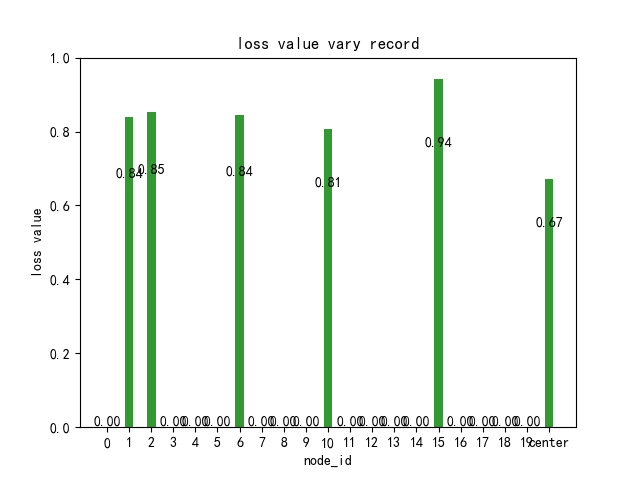 loss value vary record
1.0
0.8
0.6
0.4
0.2
0.0
loss value
0.00 0.84 0.85 0.00 0.00 0.00 0.84 0.00 0.00 0.00 0.81 0.00 0.00 0.00 0.00 0.94 0.00 0.00 0.00 0.00 0.67
0 1 2 3 4 5 6 7 8 9 10 11 12 13 14 15 16 17 18 19 center
node_id